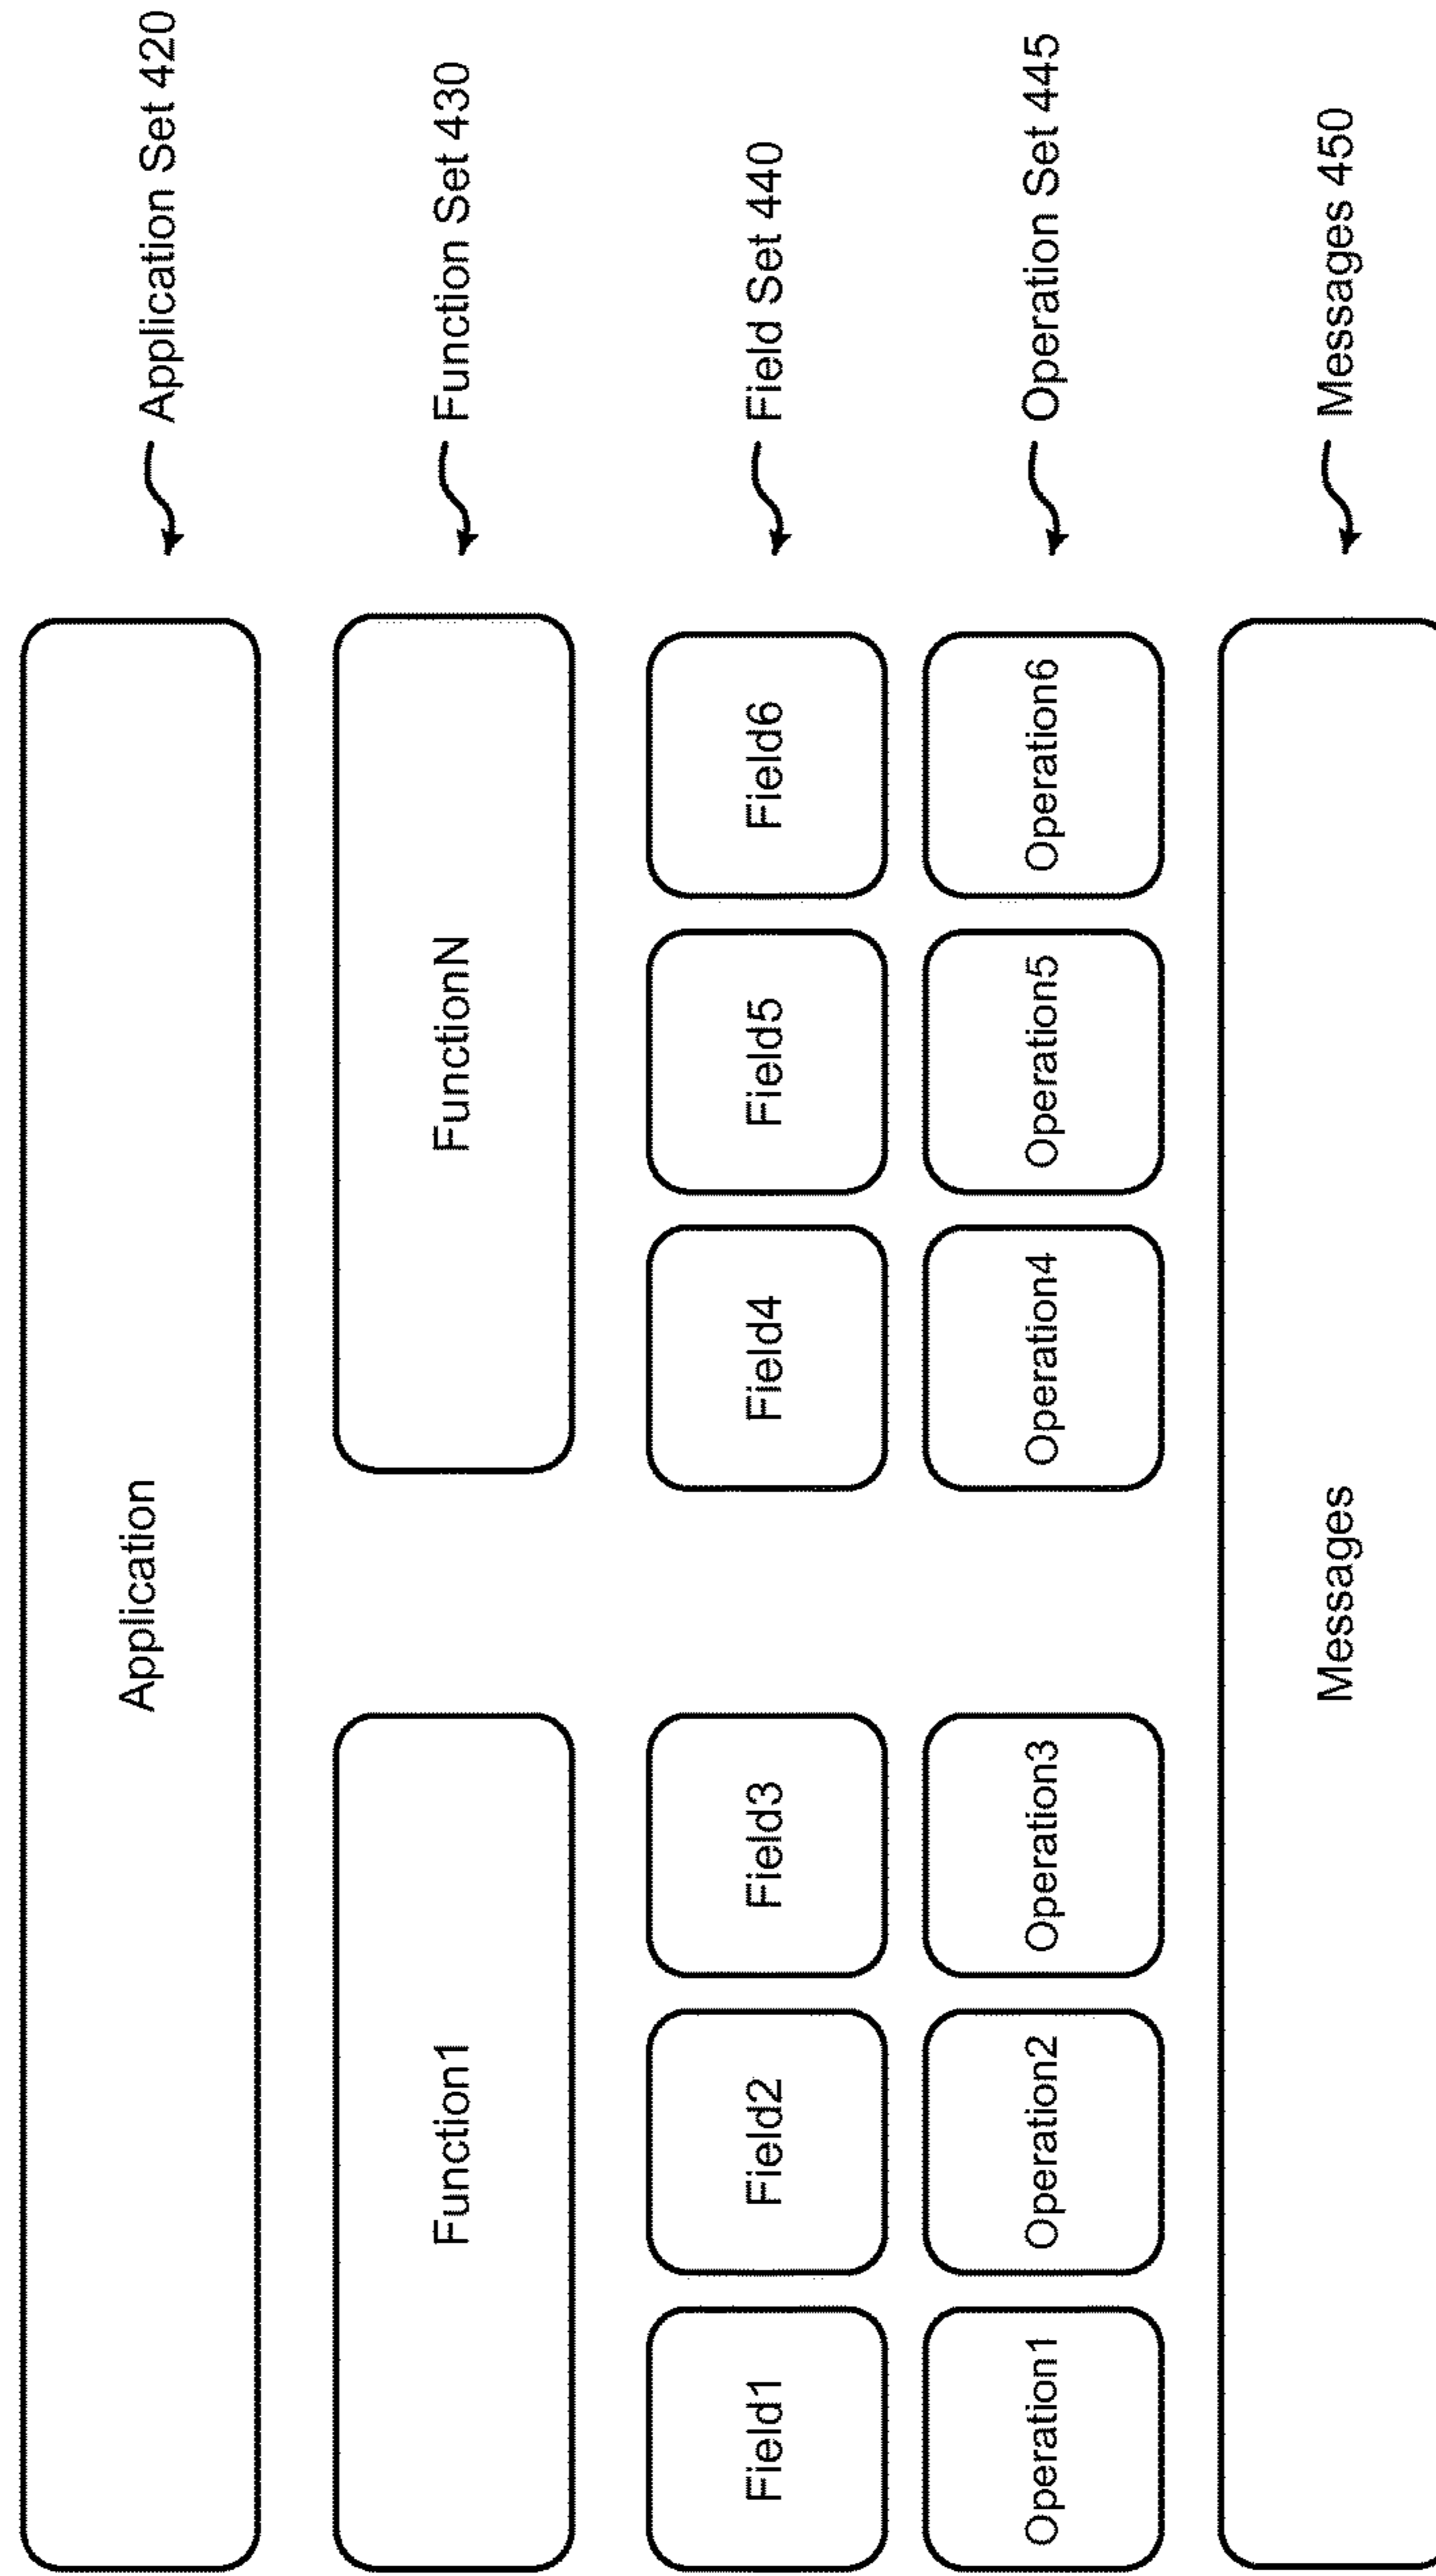 Application
Application Set 420
Function1
FunctionN
Function Set 430
Field1
Field2
Field3
Field4
Field5
Field6
Field Set 440
Operation1
Operation2
Operation3
Operation4
Operation5
Operation6
Operation Set 445
Messages
Messages 450